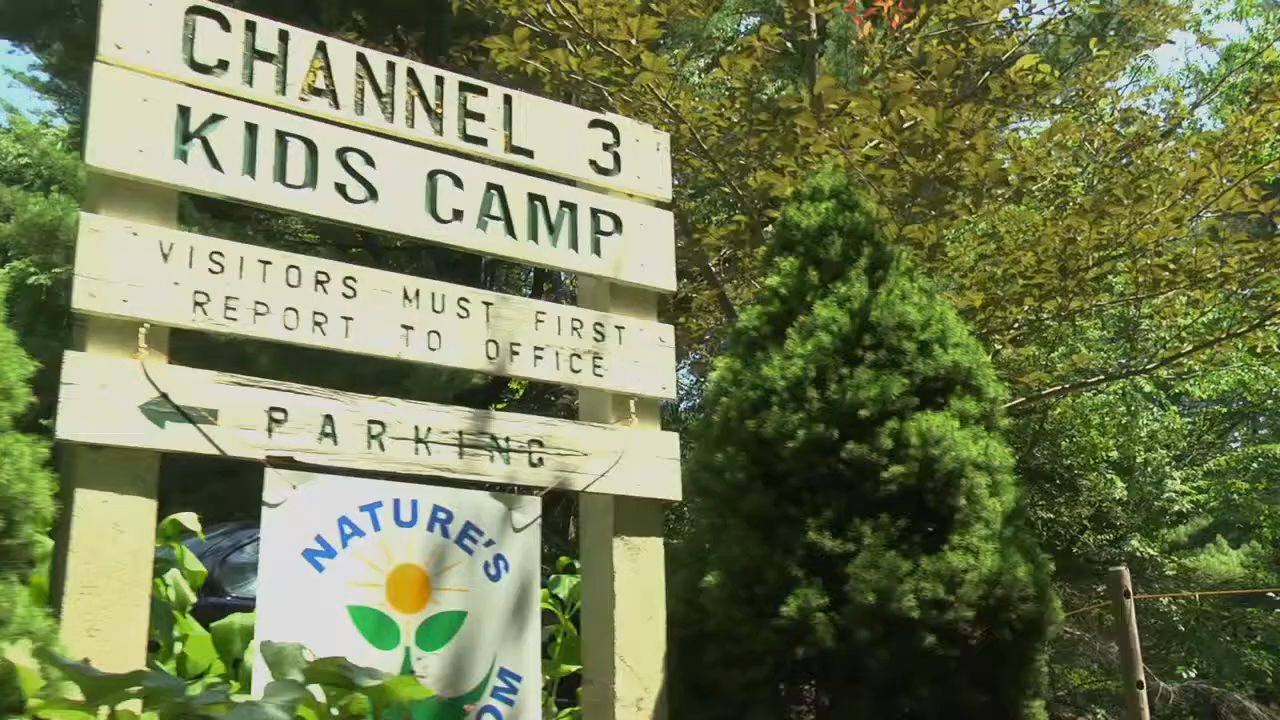 CHANNEL 3
KIDS CAMP
VISITORS MUST FIRST
REPORT TO OFFICE
PARKING
NATURE'S